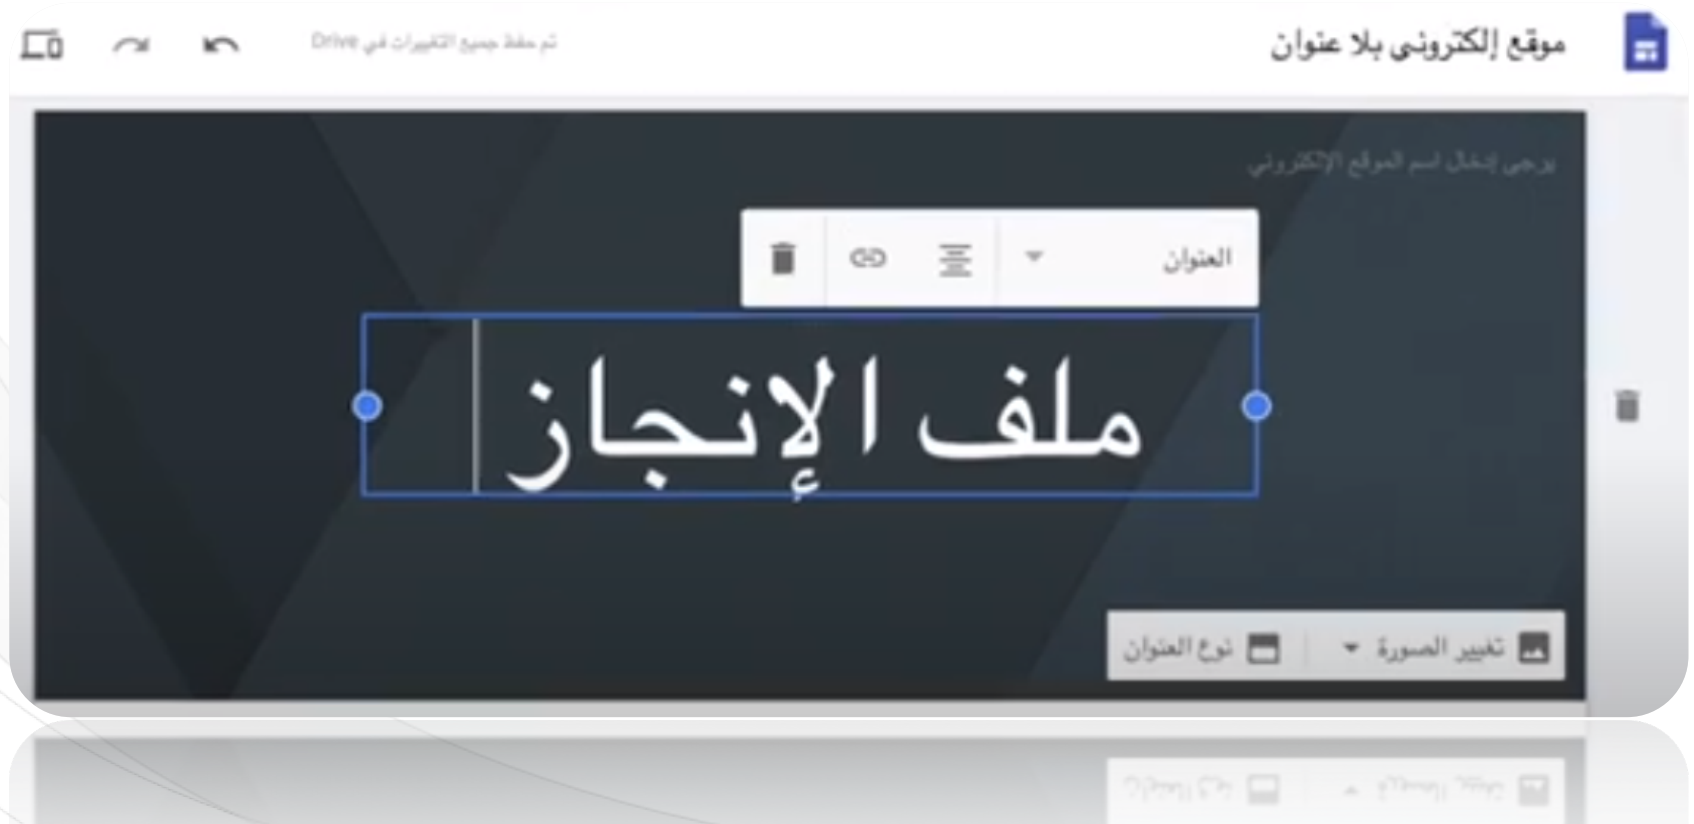 موقع إلكتروني بلا عنوان
تم حفظ جميع التغييرات في Drive
يرجى إدخال اسم الموقع الإلكتروني
العنوان
ملف الإنجاز
تغيير الصورة
نوع العنوان